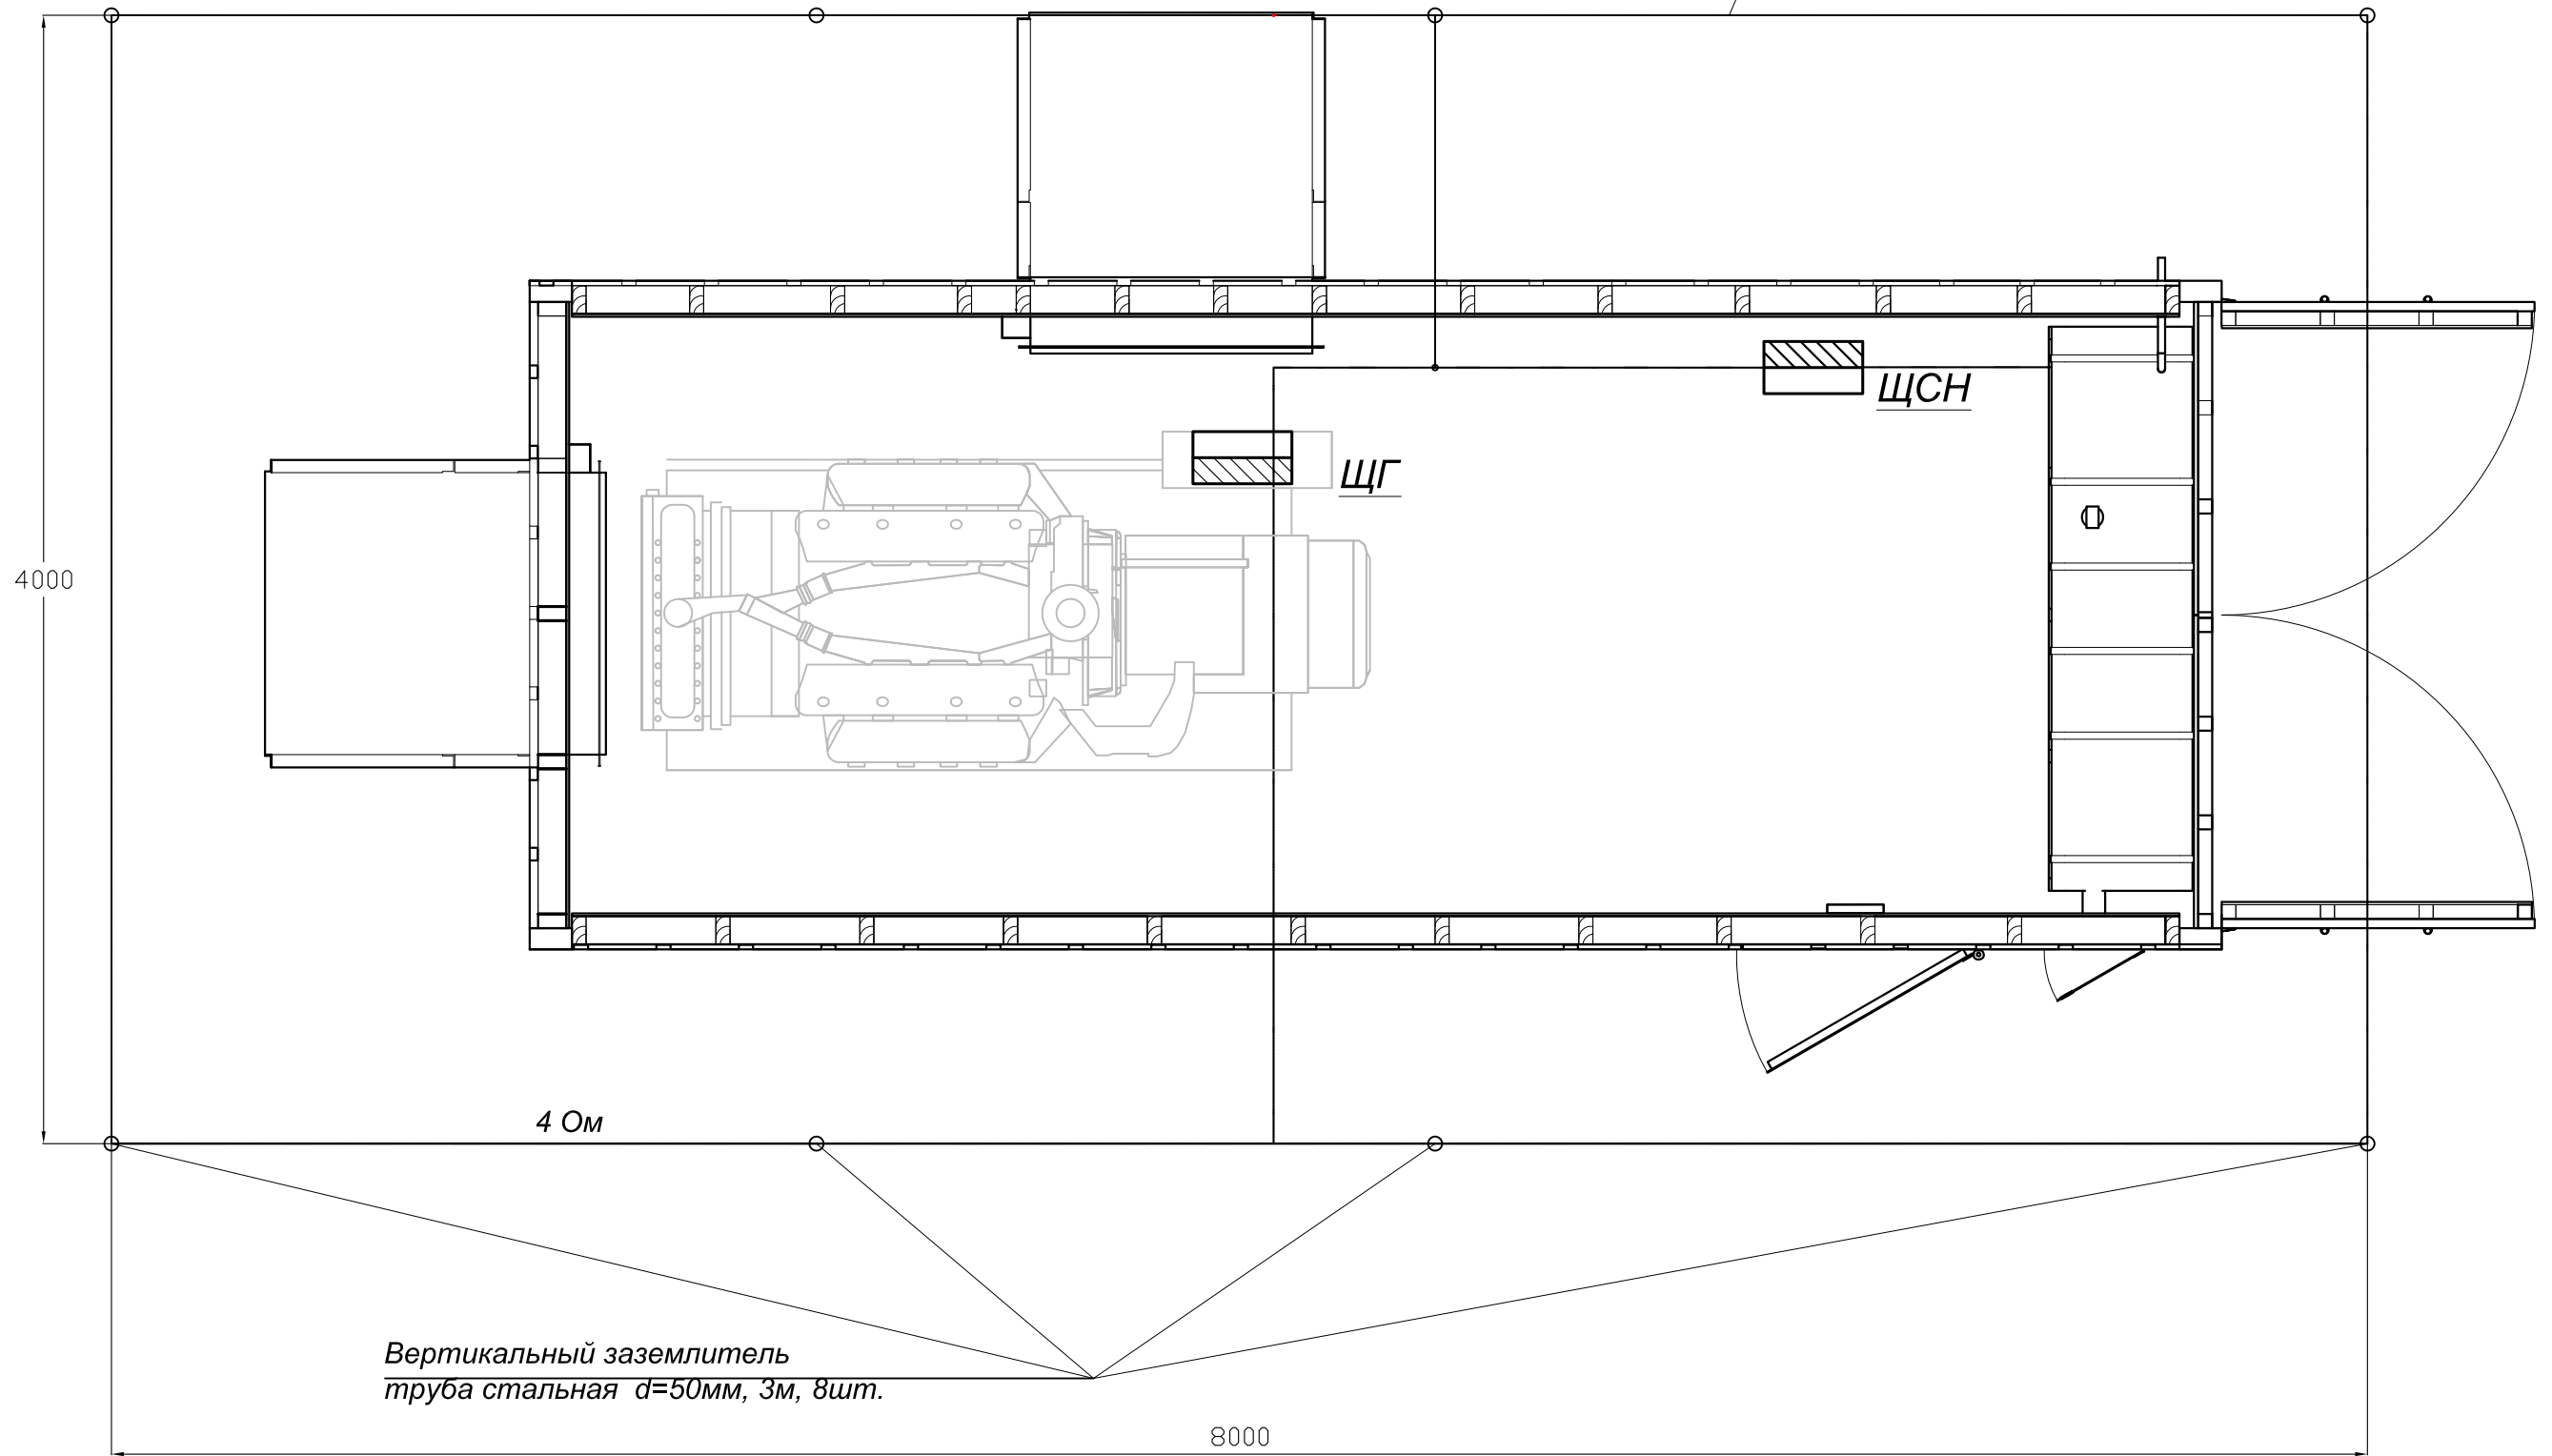 ЩСН
ЩГ
4000
4 Ом
Вертикальный заземлитель
труба стальная d=50мм, 3м, 8шт.
8000